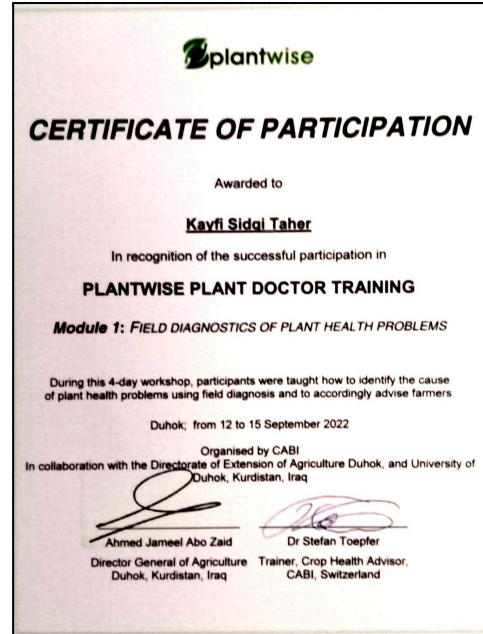 plantwise
CERTIFICATE OF PARTICIPATION
Awarded to
Kayfi Sidqi Taher
In recognition of the successful participation in
PLANTWISE PLANT DOCTOR TRAINING
Module 1: FIELD DIAGNOSTICS OF PLANT HEALTH PROBLEMS
During this 4-day workshop, participants were taught how to identify the cause
of plant health problems using field diagnosis and to accordingly advise farmers
Duhok, from 12 to 15 September 2022
Organised by CABI
In collaboration with the Directorate of Extension of Agriculture Duhok, and University of
Duhok, Kurdistan, Iraq
Ahmed Jameel Abo Zaid
Director General of Agriculture
Duhok, Kurdistan, Iraq
Dr Stefan Toepfer
Trainer, Crop Health Advisor,
CABI, Switzerland